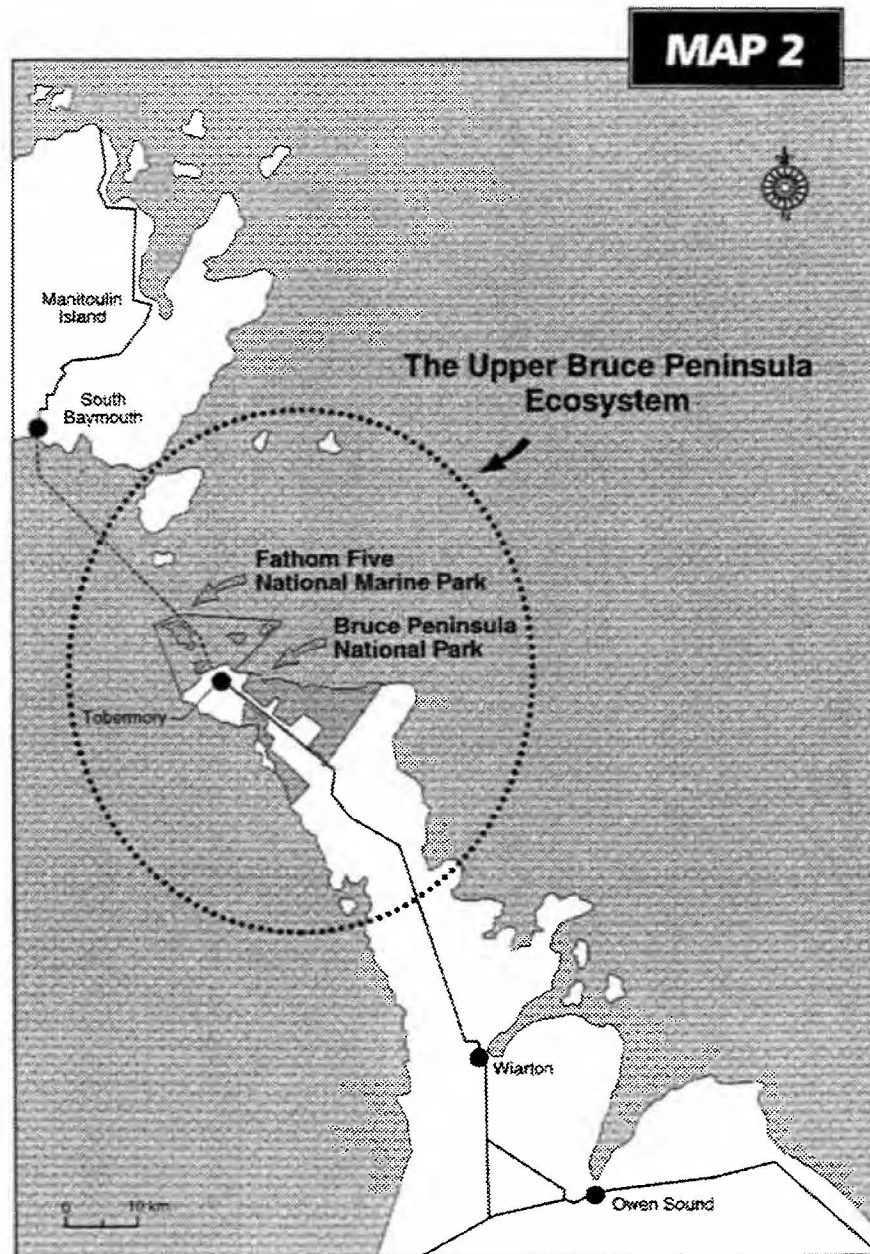 MAP 2
N
Manitoulin
Island
South
Baymouth
The Upper Bruce Peninsula
Ecosystem
Fathom Five
National Marine Park
Bruce Peninsula
National Park
Tobermory
Wiarton
Owen Sound
0 10 km